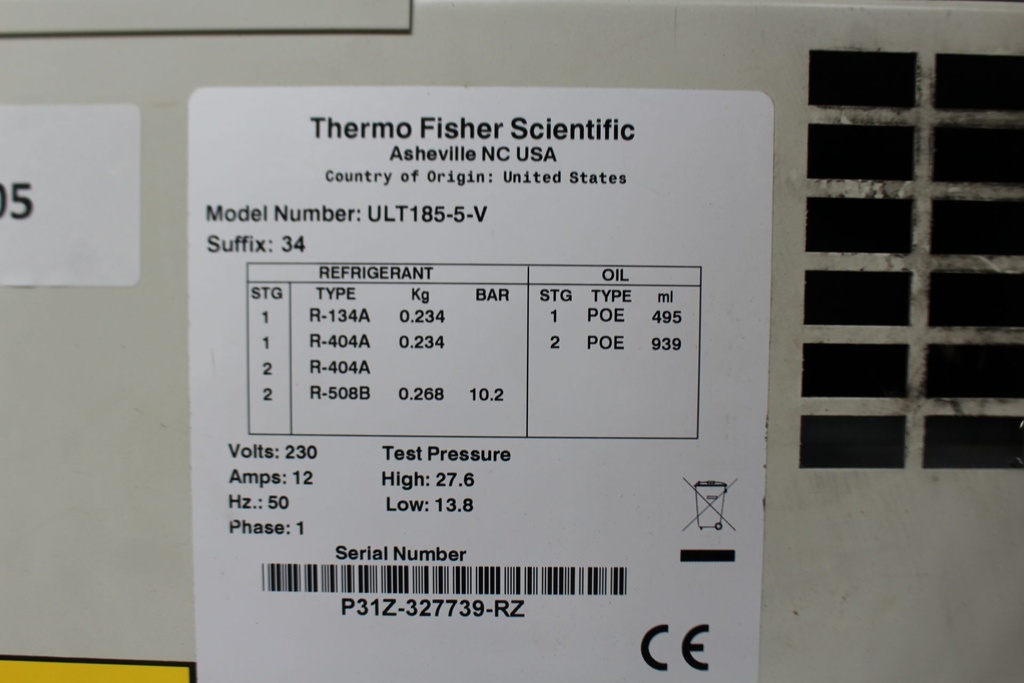 Thermo Fisher Scientific
Asheville NC USA
Country of Origin: United States
05
Model Number: ULT185-5-V
Suffix: 34
REFRIGERANT OIL
STG TYPE Kg BAR STG TYPE ml
1 R-134A 0.234 1 POE 495
1 R-404A 0.234 2 POE 939
2 R-404A
2 R-508B 0.268 10.2
Volts: 230 Test Pressure
Amps: 12 High: 27.6
Hz.: 50 Low: 13.8
Phase: 1
Serial Number
P31Z-327739-RZ
CE